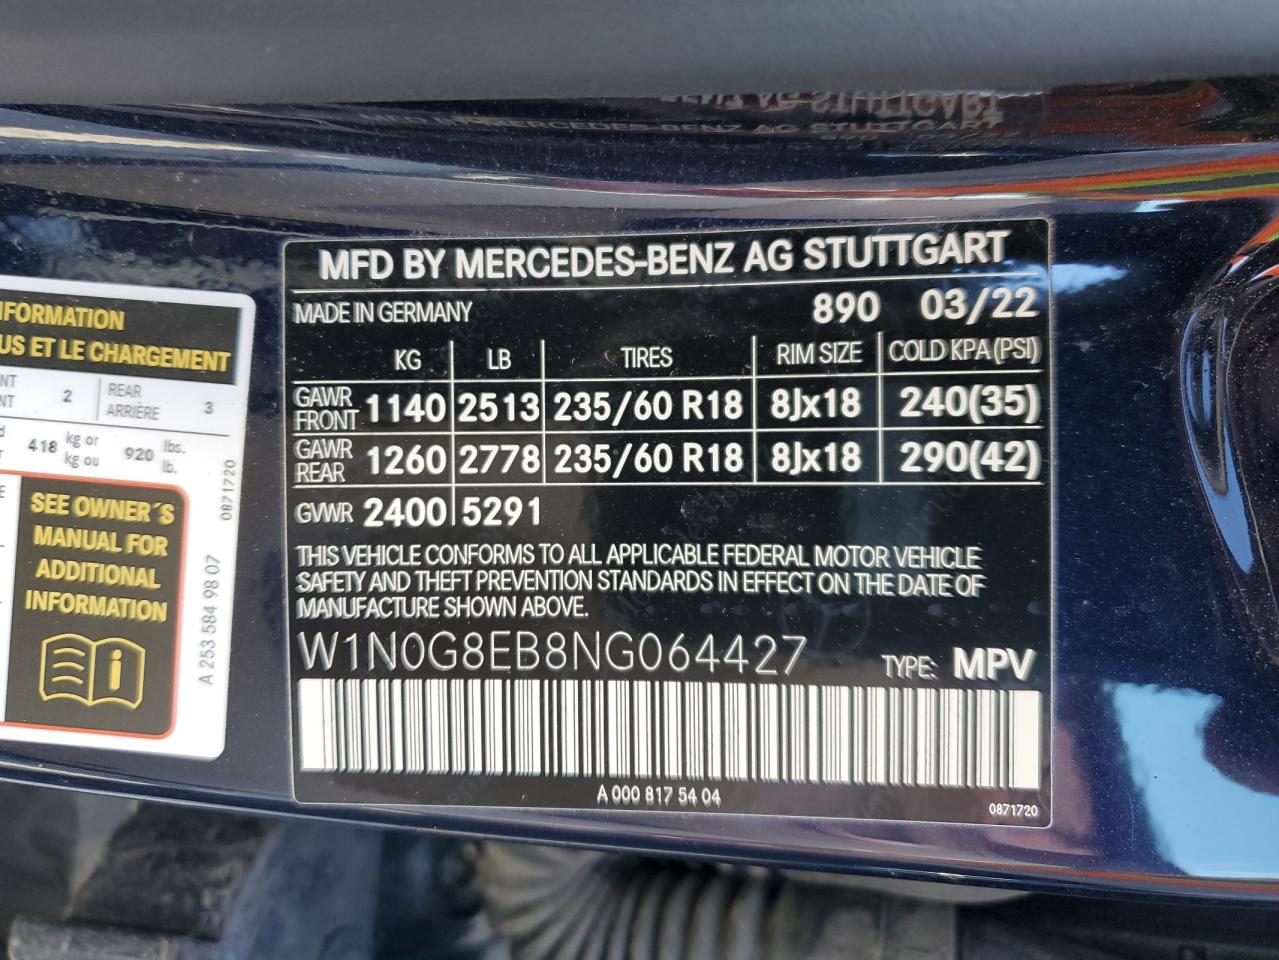 MFD BY MERCEDES-BENZ AG STUTTGART
MADE IN GERMANY 890 03/22
KG LB TIRES RIM SIZE COLD KPA(PSI)
GAWR FRONT 1140 2513 235/60 R18 8Jx18 240(35)
GAWR REAR 1260 2778 235/60 R18 8Jx18 290(42)
GVWR 2400 5291
THIS VEHICLE CONFORMS TO ALL APPLICABLE FEDERAL MOTOR VEHICLE
SAFETY AND THEFT PREVENTION STANDARDS IN EFFECT ON THE DATE OF
MANUFACTURE SHOWN ABOVE.
W1N0G8EB8NG064427 TYPE: MPV
A 000 817 54 04
0871720
US ET LE CHARGEMENT
2 REAR 3
ARRIÈRE
418 kg or 920 lbs.
kg ou lb.
SEE OWNER´S
MANUAL FOR
ADDITIONAL
INFORMATION
i
A 253 584 98 07
0871720